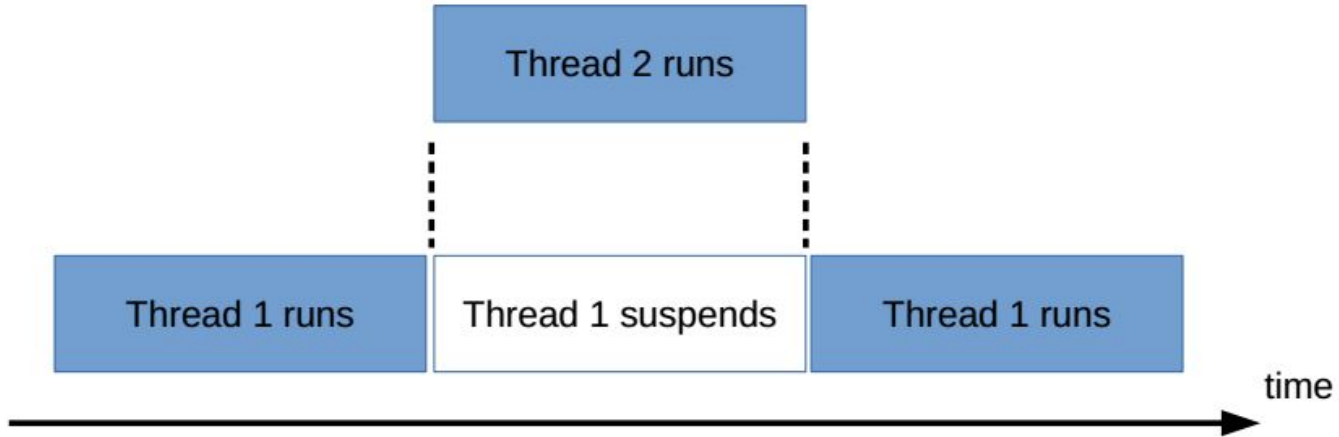 Thread 2 runs
Thread 1 runs
Thread 1 suspends
Thread 1 runs
time